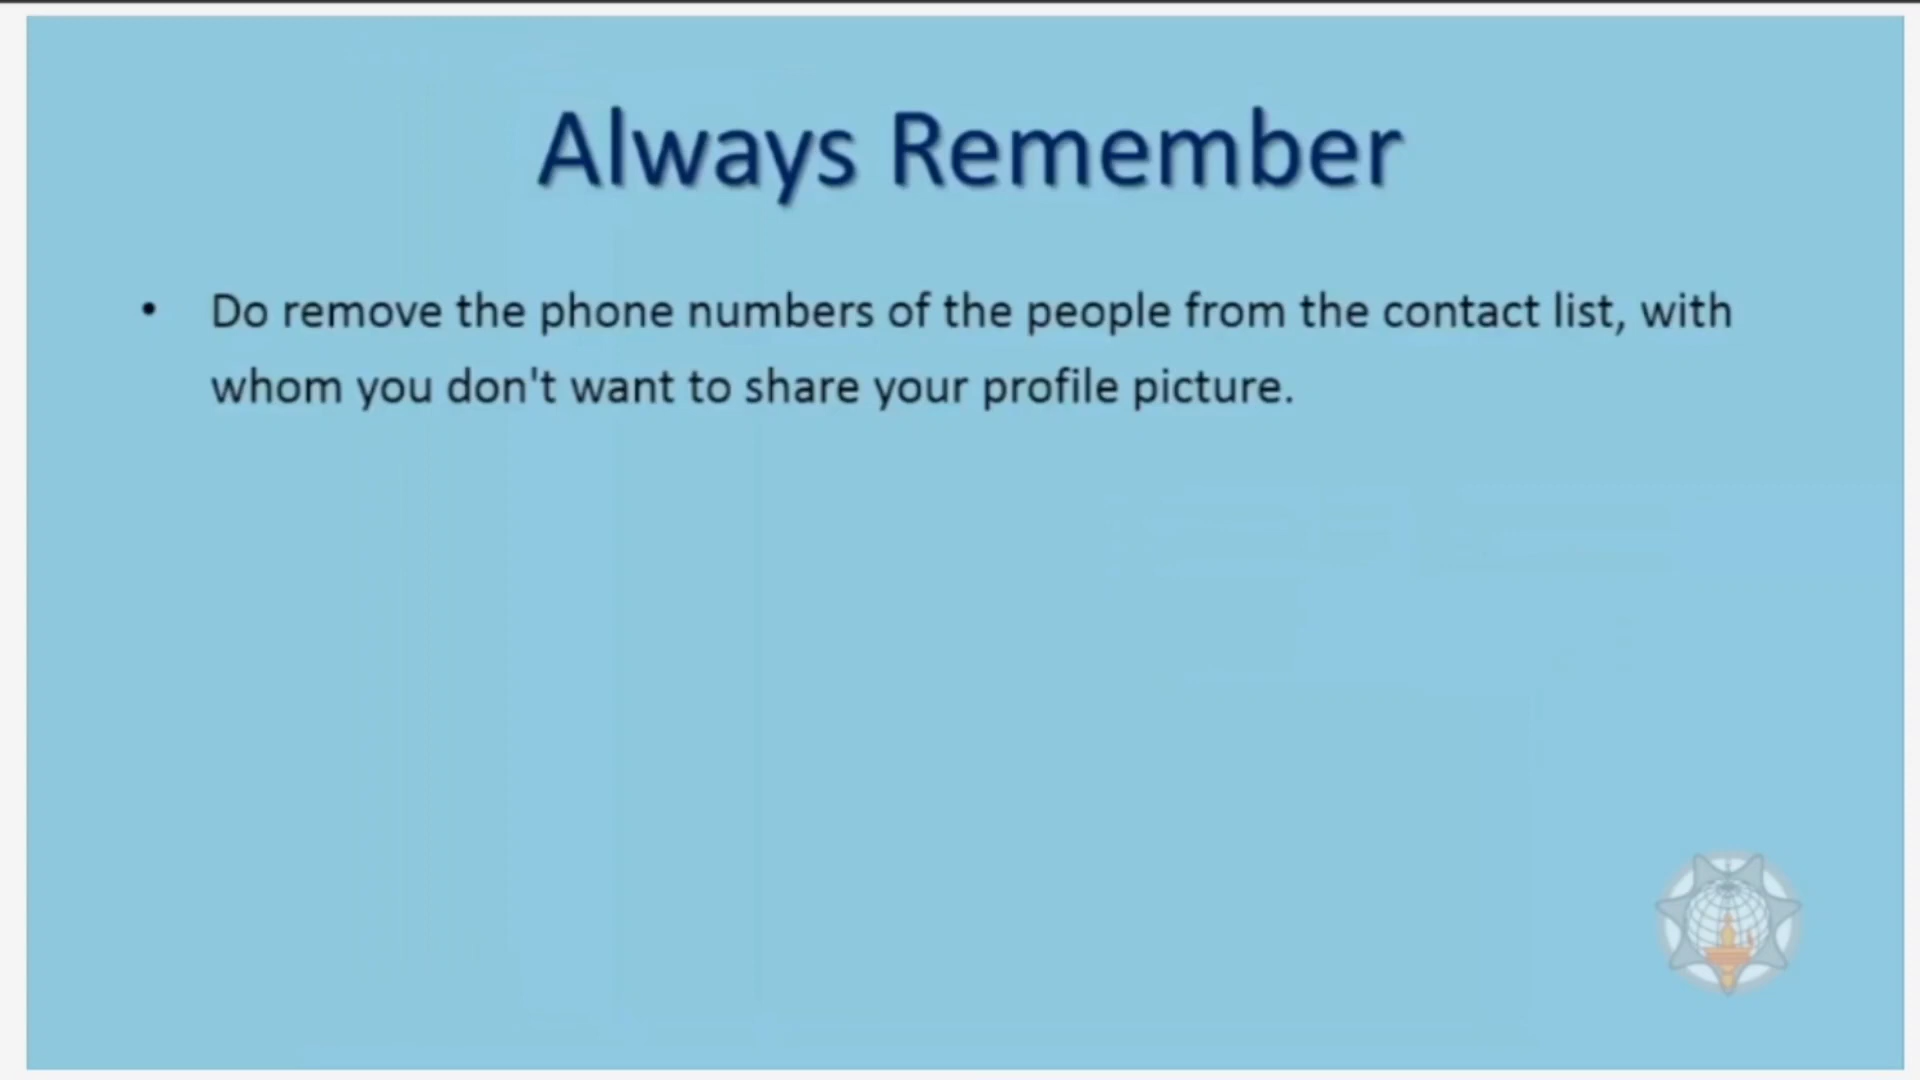 Always Remember
• Do remove the phone numbers of the people from the contact list, with
whom you don't want to share your profile picture.